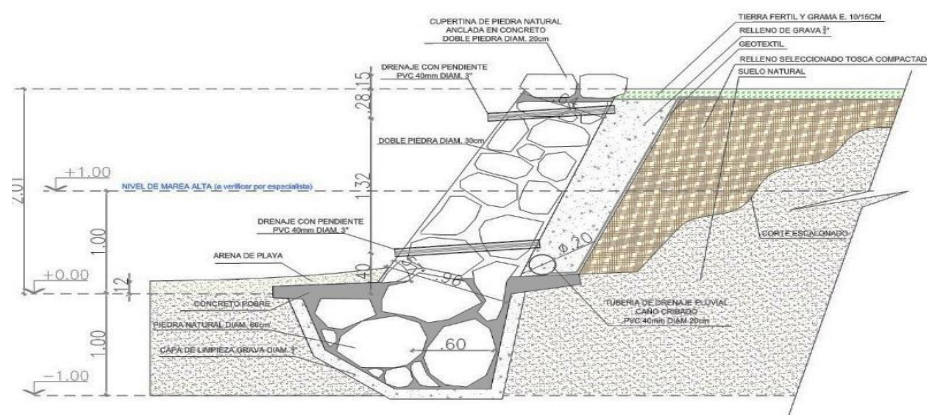 CUPERTINA DE PIEDRA NATURAL
ANCLADA EN CONCRETO
DOBLE PIEDRA DIAM. 20cm
TIERRA FERTIL Y GRAMA E. 10/15CM
RELLENO DE GRAVA
GEOTEXTIL
RELLENO SELECCIONADO TOSCA COMPACTAD
SUELO NATURAL
DRENAJE CON PENDIENTE
PVC 40mm DIAM. 3"
.15
.28
DOBLE PIEDRA DIAM. 30cm
2.01
+1.00
NIVEL DE MAREA ALTA (a verificar por especialista)
1.32
DRENAJE CON PENDIENTE
PVC 40mm DIAM. 3"
1.00
CORTE ESCALONADO
ARENA DE PLAYA
Φ.20
.40
.96
+0.00
.12
CONCRETO POBRE
TUBERIA DE DRENAJE PLUVIAL
CAÑO CRIBADO
PVC 40mm DIAM 20cm
PIEDRA NATURAL DIAM. 60cm
1.00
.60
CAPA DE LIMPIEZA GRAVA DIAM.
-1.00